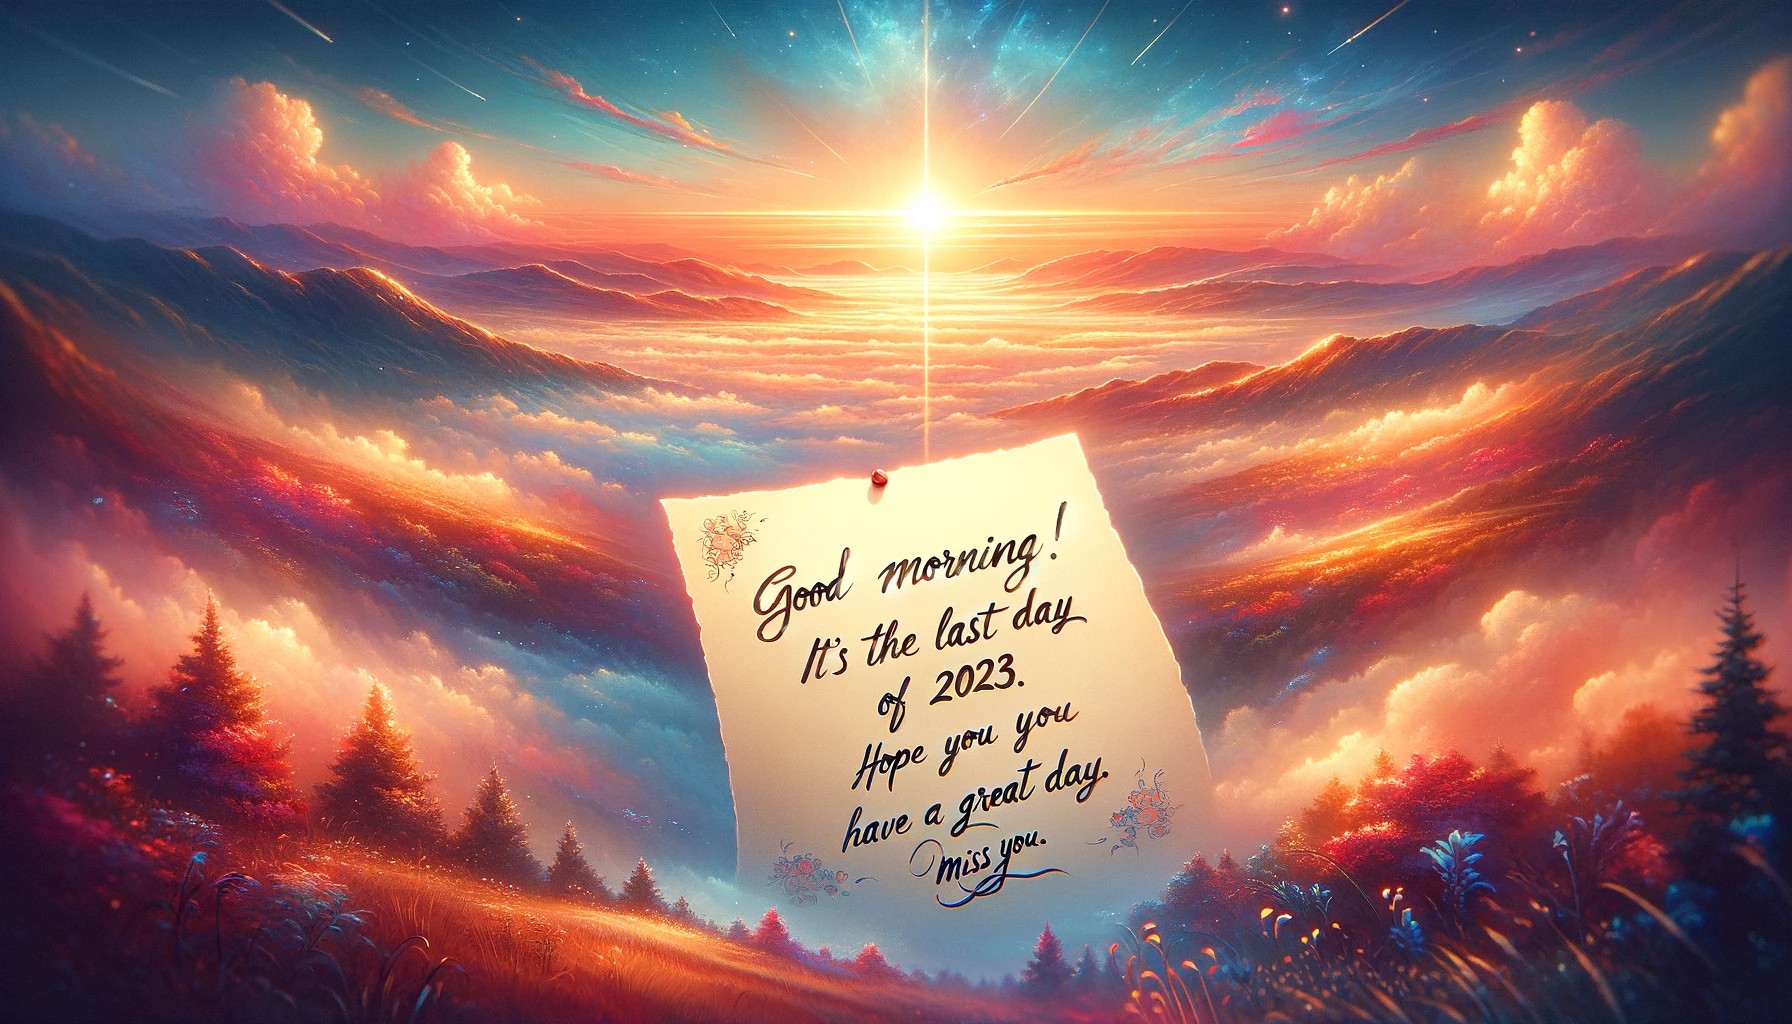 Good morning!
It's the last day
of 2023.
Hope you you
have a great day.
Miss you.